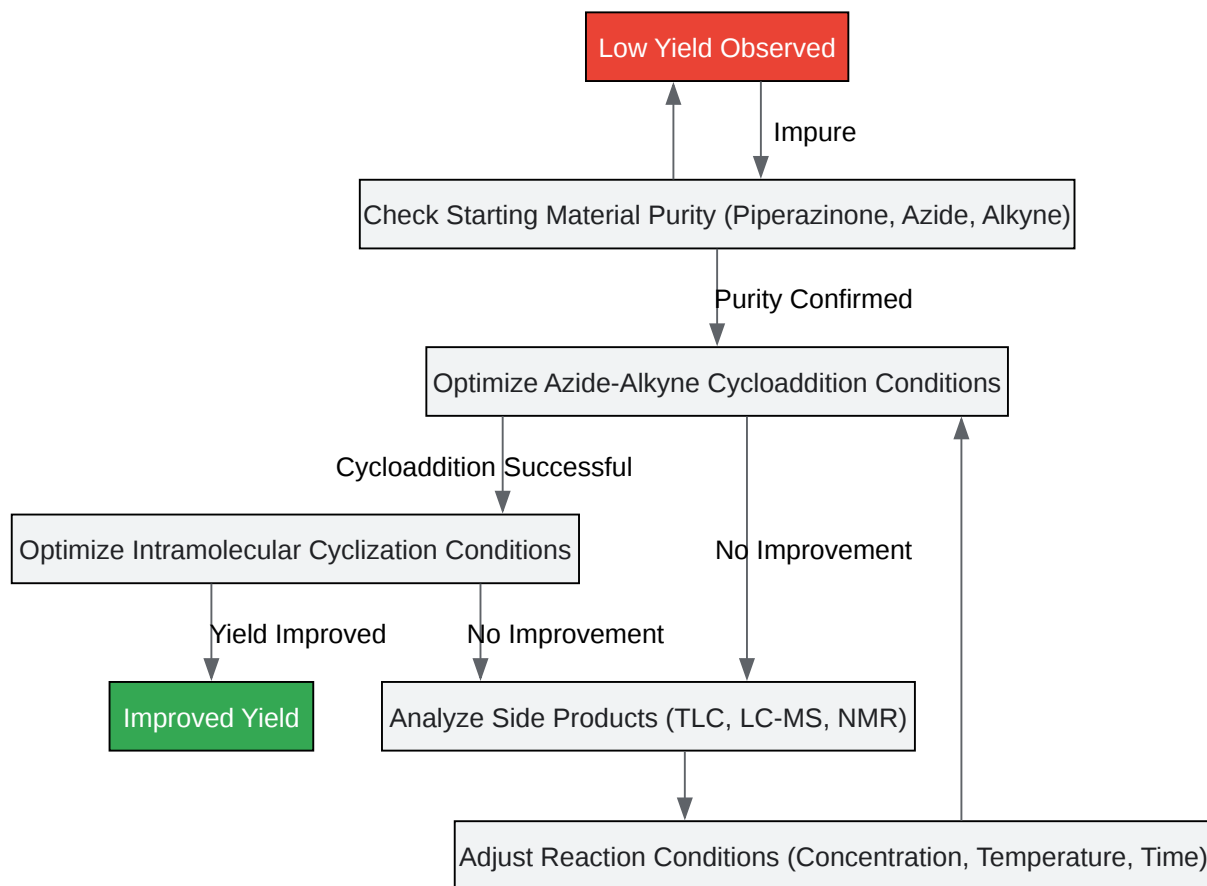 Low Yield Observed
Impure
Check Starting Material Purity (Piperazinone, Azide, Alkyne)
Purity Confirmed
Optimize Azide-Alkyne Cycloaddition Conditions
Cycloaddition Successful
Optimize Intramolecular Cyclization Conditions
No Improvement
Yield Improved
No Improvement
Improved Yield
Analyze Side Products (TLC, LC-MS, NMR)
Adjust Reaction Conditions (Concentration, Temperature, Time)